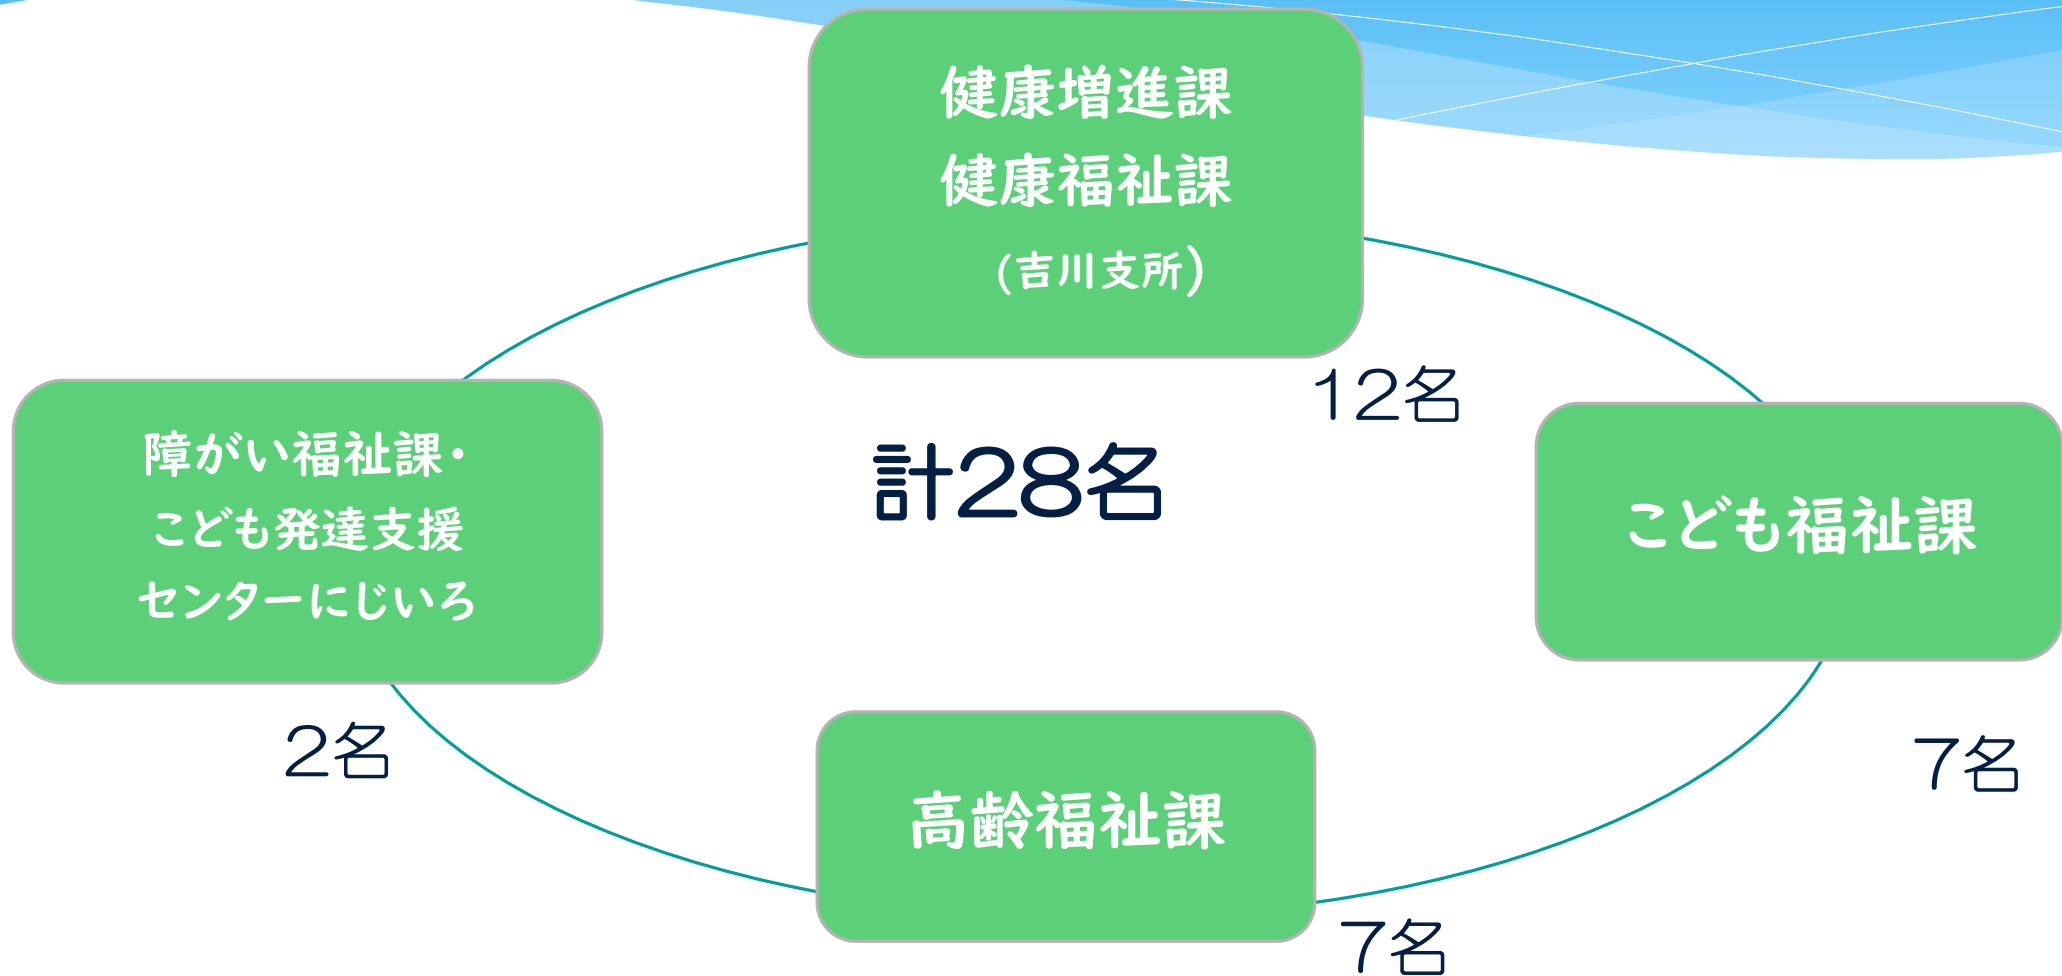 健康増進課
健康福祉課
(吉川支所)
12名
計28名
障がい福祉課・
こども発達支援
センターにじいろ
2名
こども福祉課
7名
高齢福祉課
7名